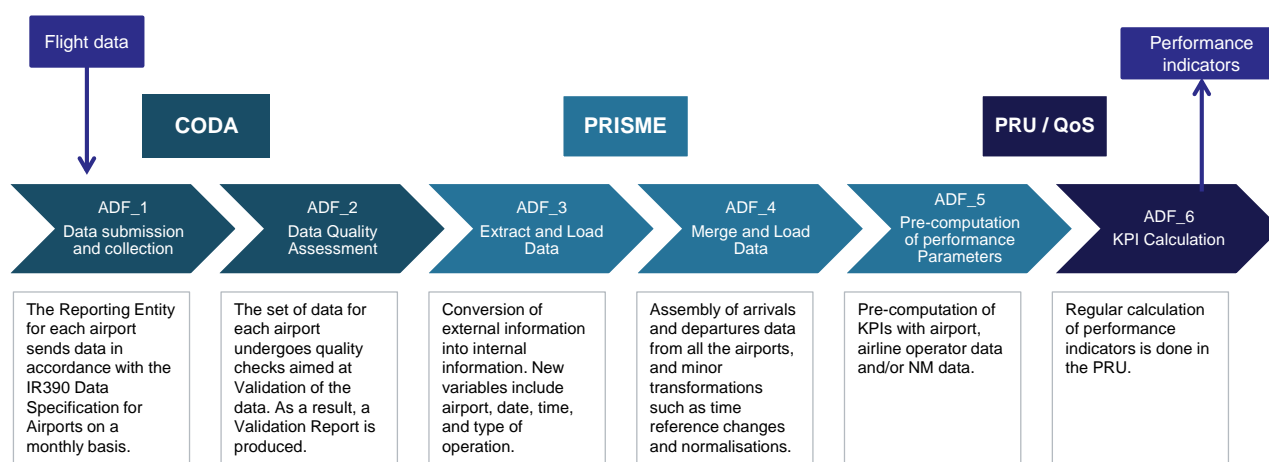 Flight data
Performance
indicators
CODA
PRISME
PRU / QoS
ADF_1
Data submission
and collection
ADF_2
Data Quality
Assessment
ADF_3
Extract and Load
Data
ADF_4
Merge and Load
Data
ADF_5
Pre-computation
of performance
Parameters
ADF_6
KPI Calculation
The Reporting Entity
for each airport
sends data in
accordance with the
IR390 Data
Specification for
Airports on a
monthly basis.
The set of data for
each airport
undergoes quality
checks aimed at
Validation of the
data. As a result, a
Validation Report is
produced.
Conversion of
external information
into internal
information. New
variables include
airport, date, time,
and type of
operation.
Assembly of arrivals
and departures data
from all the airports,
and minor
transformations
such as time
reference changes
and normalisations.
Pre-computation of
KPIs with airport,
airline operator data
and/or NM data.
Regular calculation
of performance
indicators is done in
the PRU.